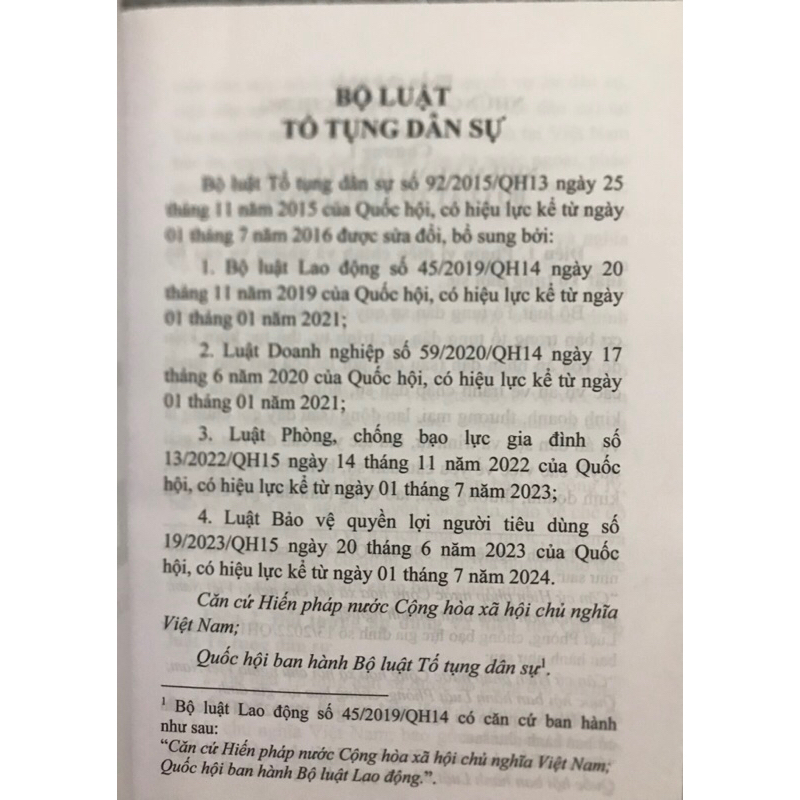 BỘ LUẬT
TỐ TỤNG DÂN SỰ
Bộ luật Tố tụng dân sự số 92/2015/QH13 ngày 25
tháng 11 năm 2015 của Quốc hội, có hiệu lực kể từ ngày
01 tháng 7 năm 2016 được sửa đổi, bổ sung bởi:
1. Bộ luật Lao động số 45/2019/QH14 ngày 20
tháng 11 năm 2019 của Quốc hội, có hiệu lực kể từ ngày
01 tháng 01 năm 2021;
2. Luật Doanh nghiệp số 59/2020/QH14 ngày 17
tháng 6 năm 2020 của Quốc hội, có hiệu lực kể từ ngày
01 tháng 01 năm 2021;
3. Luật Phòng, chống bạo lực gia đình số
13/2022/QH15 ngày 14 tháng 11 năm 2022 của Quốc
hội, có hiệu lực kể từ ngày 01 tháng 7 năm 2023;
4. Luật Bảo vệ quyền lợi người tiêu dùng số
19/2023/QH15 ngày 20 tháng 6 năm 2023 của Quốc
hội, có hiệu lực kể từ ngày 01 tháng 7 năm 2024.
Căn cứ Hiến pháp nước Cộng hòa xã hội chủ nghĩa
Việt Nam;
Quốc hội ban hành Bộ luật Tố tụng dân sự¹.
¹ Bộ luật Lao động số 45/2019/QH14 có căn cứ ban hành
như sau:
“Căn cứ Hiến pháp nước Cộng hòa xã hội chủ nghĩa Việt Nam;
Quốc hội ban hành Bộ luật Lao động.”.